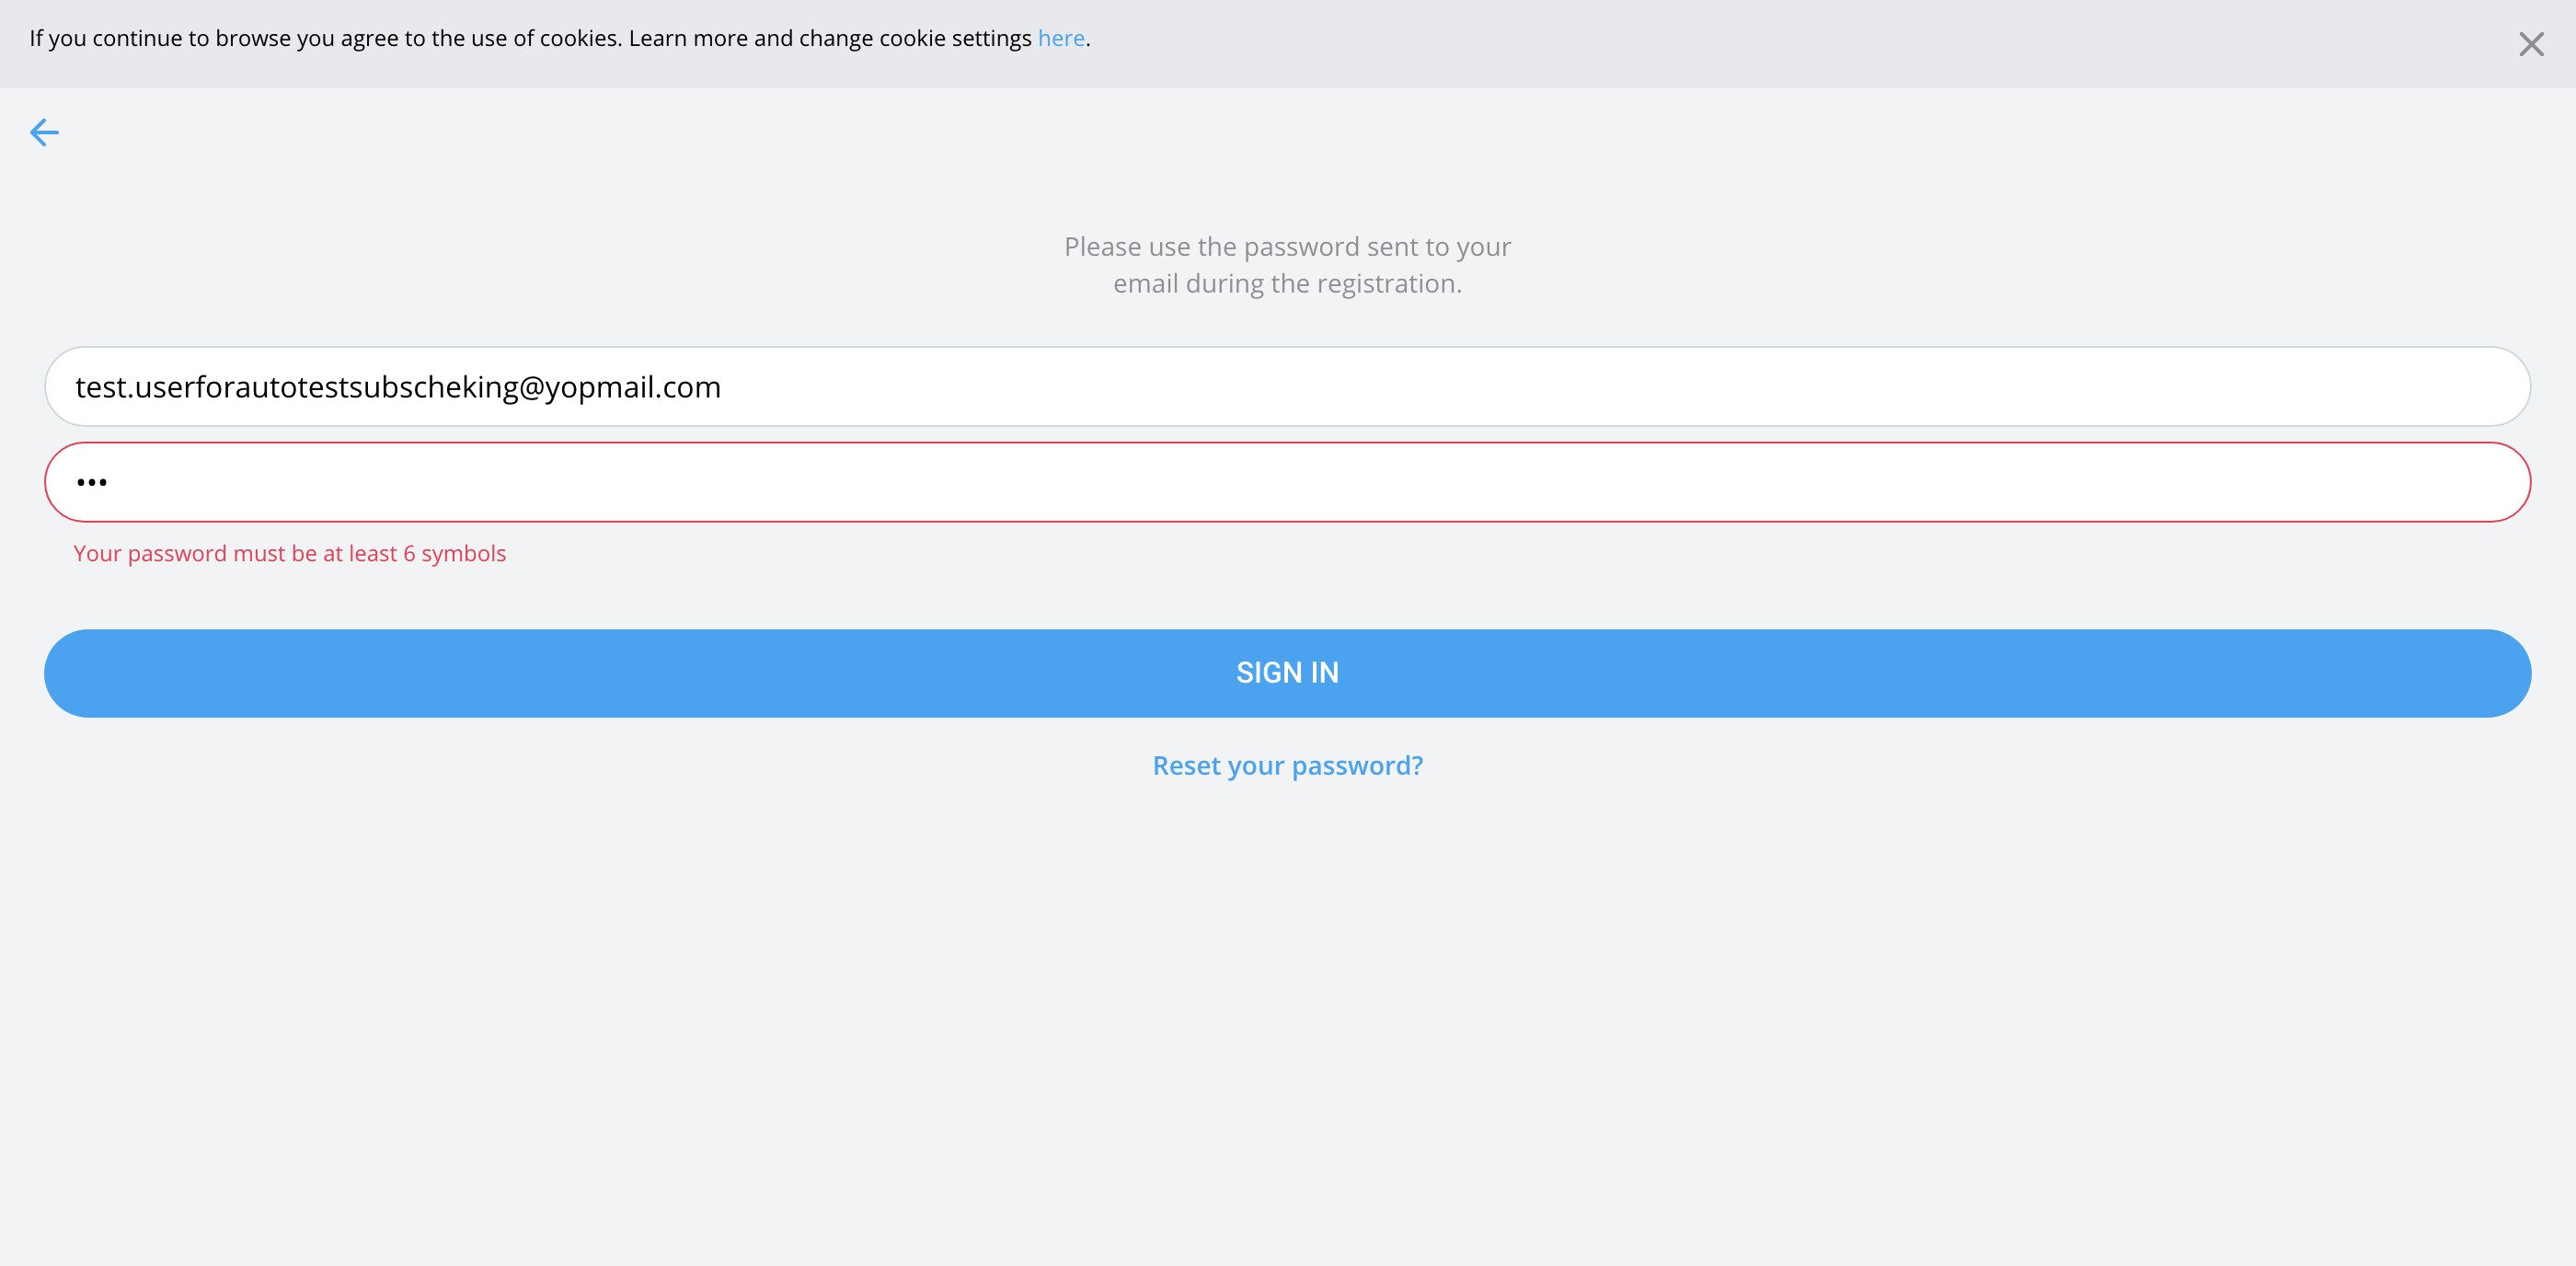 If you continue to browse you agree to the use of cookies. Learn more and change cookie settings here.
Please use the password sent to your
email during the registration.
test.userforautotestsubscheking@yopmail.com
•••
Your password must be at least 6 symbols
SIGN IN
Reset your password?